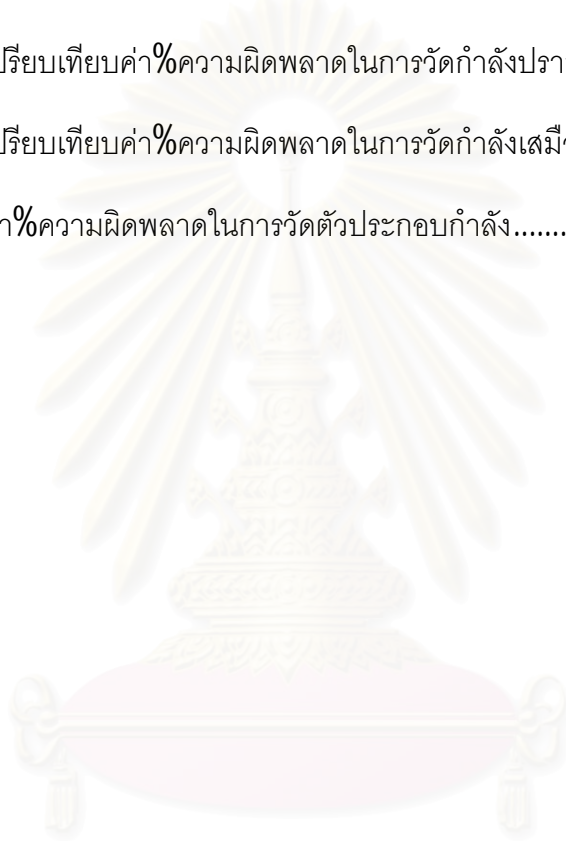 ปรียบเทียบค่า%ความผิดพลาดในการวัดกำลังปรา
ปรียบเทียบค่า%ความผิดพลาดในการวัดกำลังเสมือ
า%ความผิดพลาดในการวัดตัวประกอบกำลัง.......